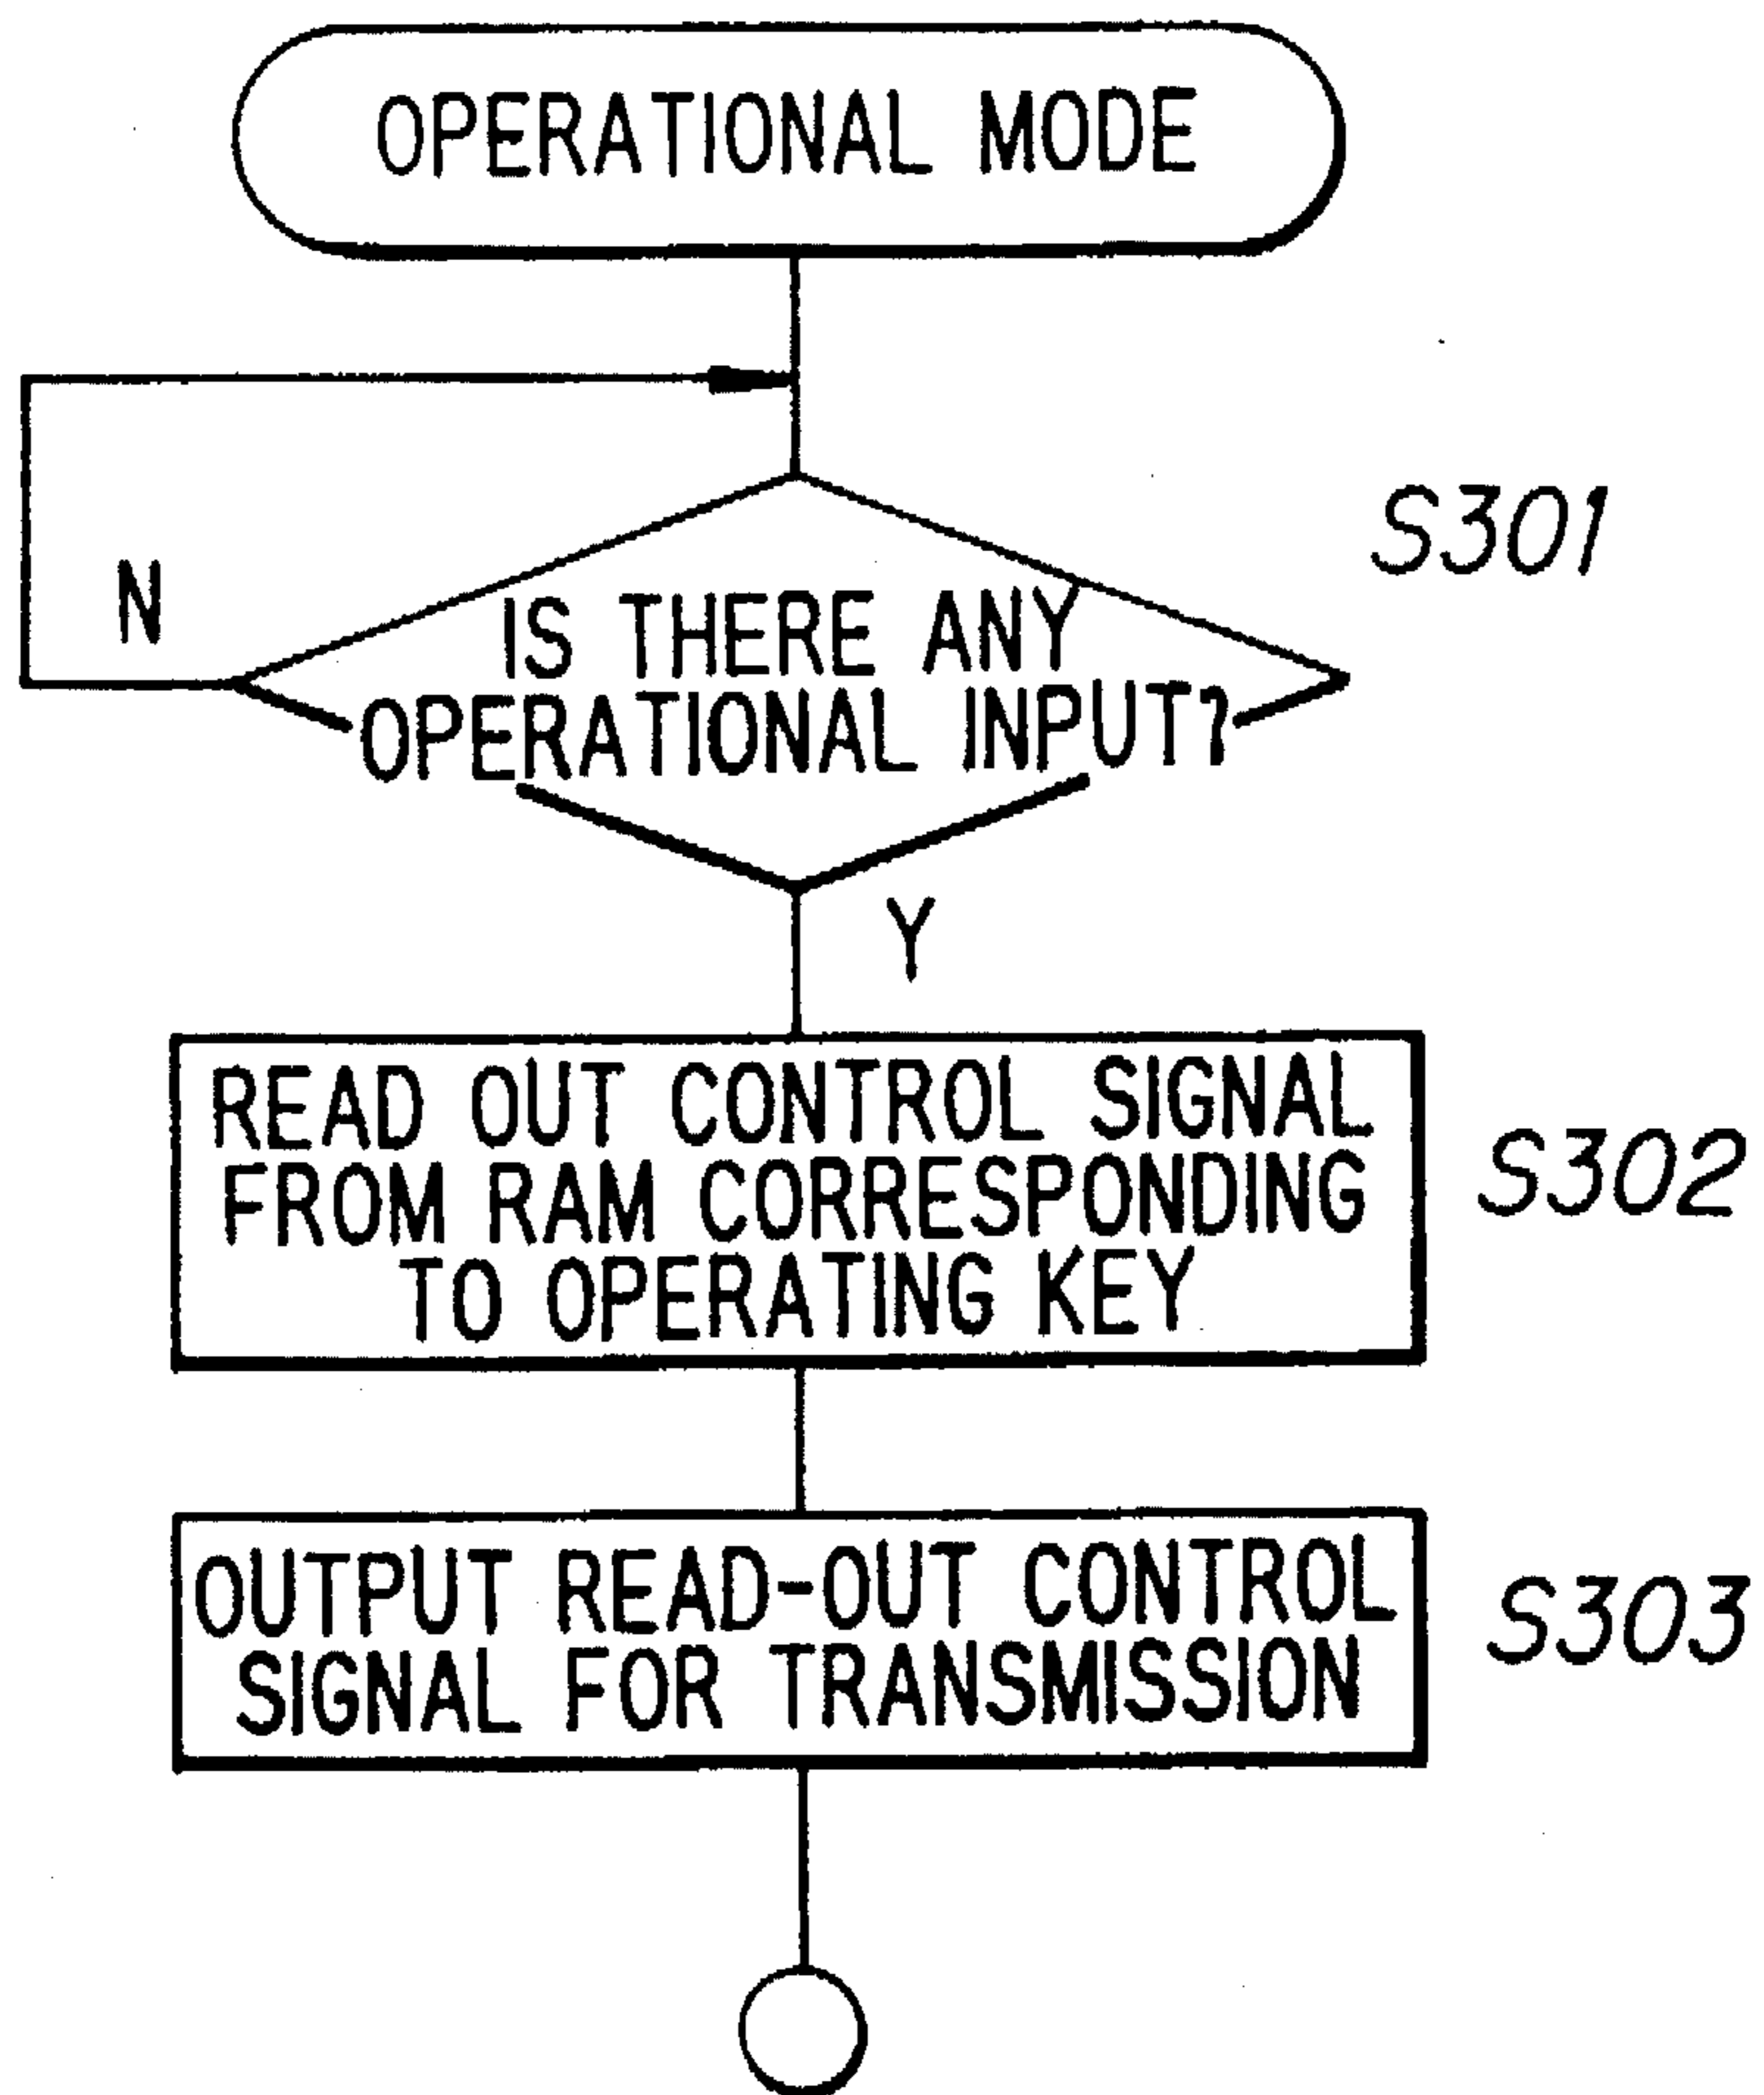 OPERATIONAL MODE
S301
N
IS THERE ANY
OPERATIONAL INPUT?
Y
READ OUT CONTROL SIGNAL
FROM RAM CORRESPONDING
TO OPERATING KEY
S302
OUTPUT READ-OUT CONTROL
SIGNAL FOR TRANSMISSION
S303